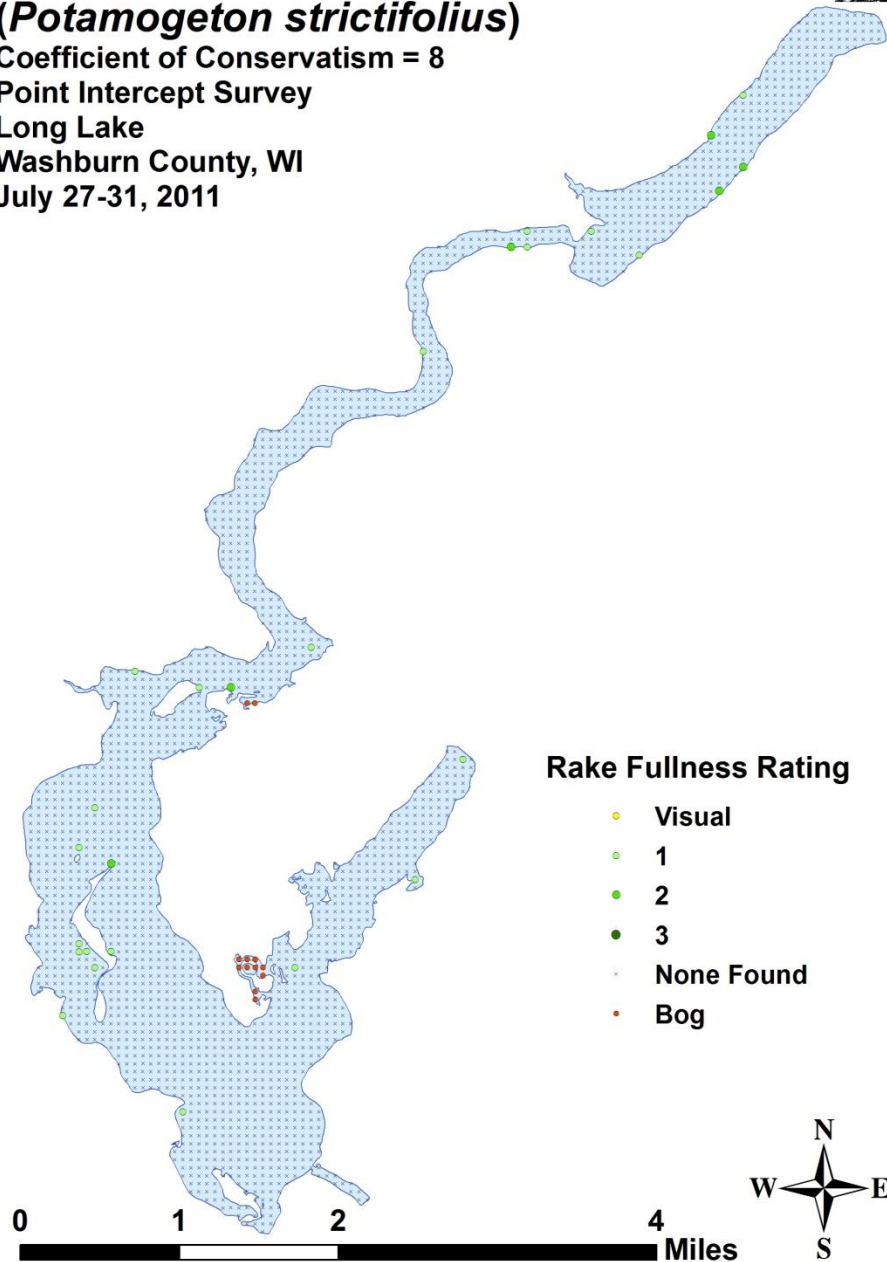 (Potamogeton strictifolius)
Coefficient of Conservatism = 8
Point Intercept Survey
Long Lake
Washburn County, WI
July 27-31, 2011
Rake Fullness Rating
Visual
1
2
3
None Found
Bog
N
W E
S
0 1 2 4
Miles